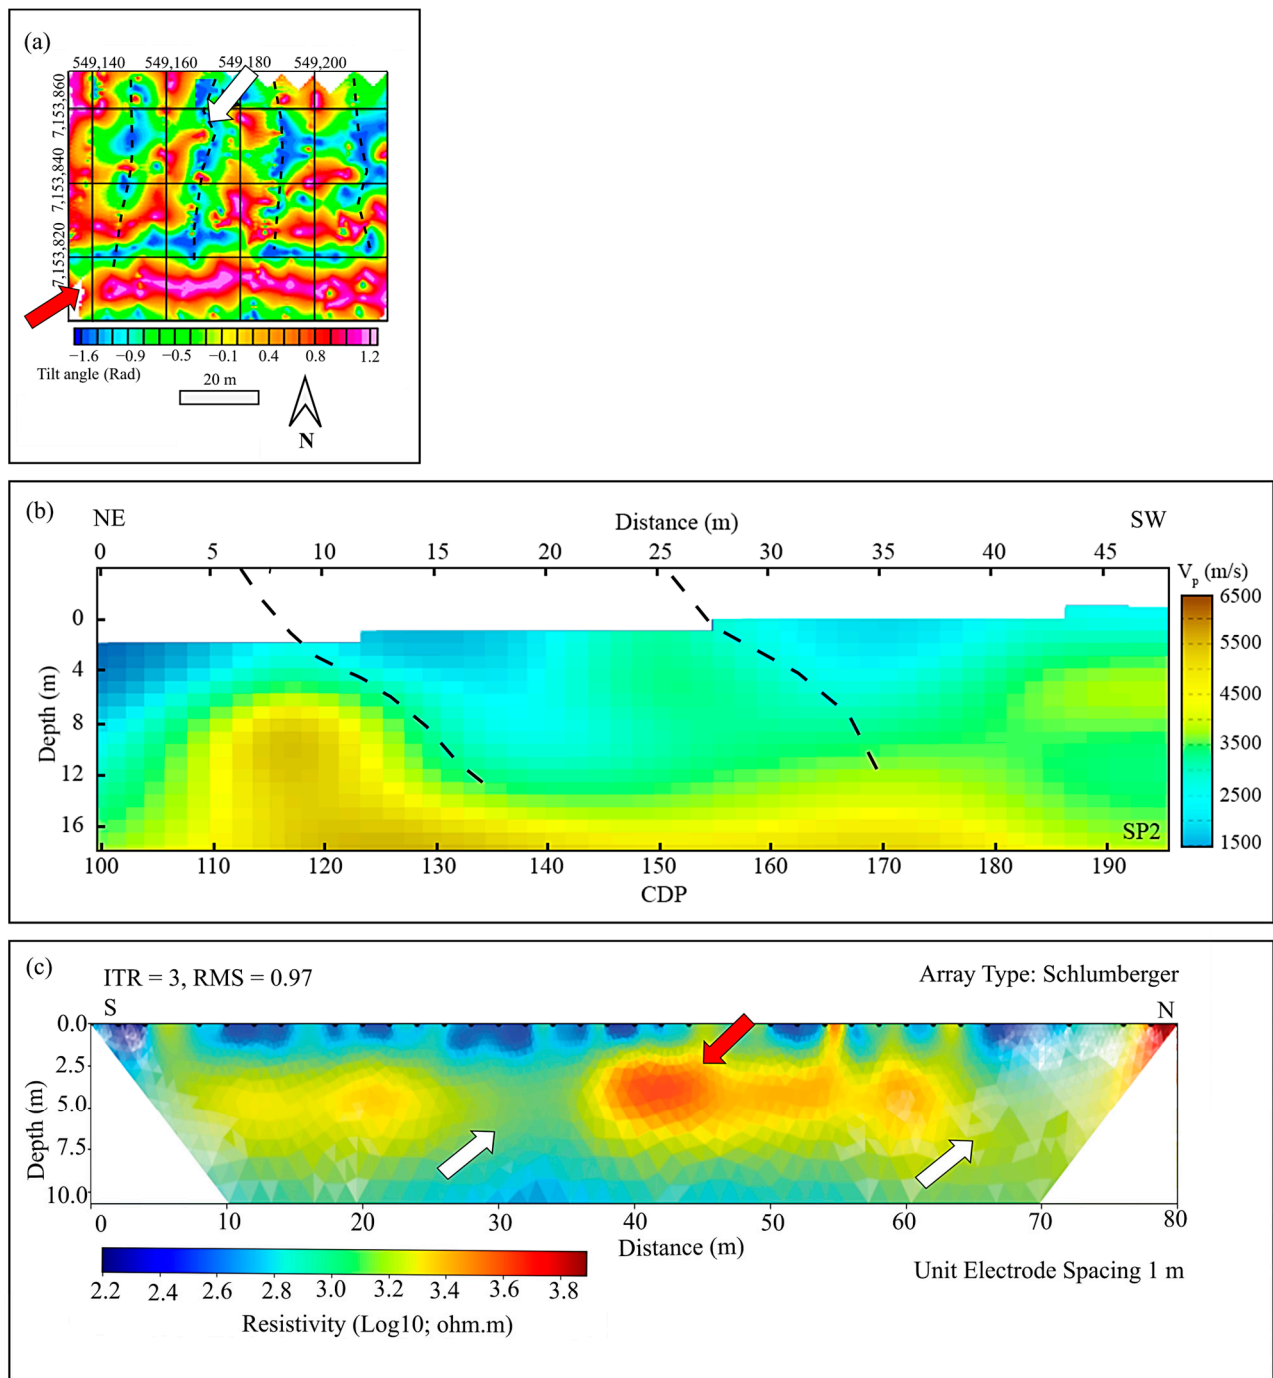 (a)
549,140 549,160 549,180 549,200
7,153,860
7,153,840
7,153,820
−1.6 −0.9 −0.5 −0.1 0.4 0.8 1.2
Tilt angle (Rad)
20 m
N
(b)
NE Distance (m) SW
0 5 10 15 20 25 30 35 40 45
Vp (m/s)
Depth (m)
0
4
8
12
16
6500
5500
4500
3500
2500
1500
SP2
100 110 120 130 140 150 160 170 180 190
CDP
(c)
ITR = 3, RMS = 0.97 Array Type: Schlumberger
S N
Depth (m)
0.0
2.5
5.0
7.5
10.0
0 10 20 30 40 50 60 70 80
Distance (m)
2.2 2.4 2.6 2.8 3.0 3.2 3.4 3.6 3.8
Resistivity (Log10; ohm.m)
Unit Electrode Spacing 1 m